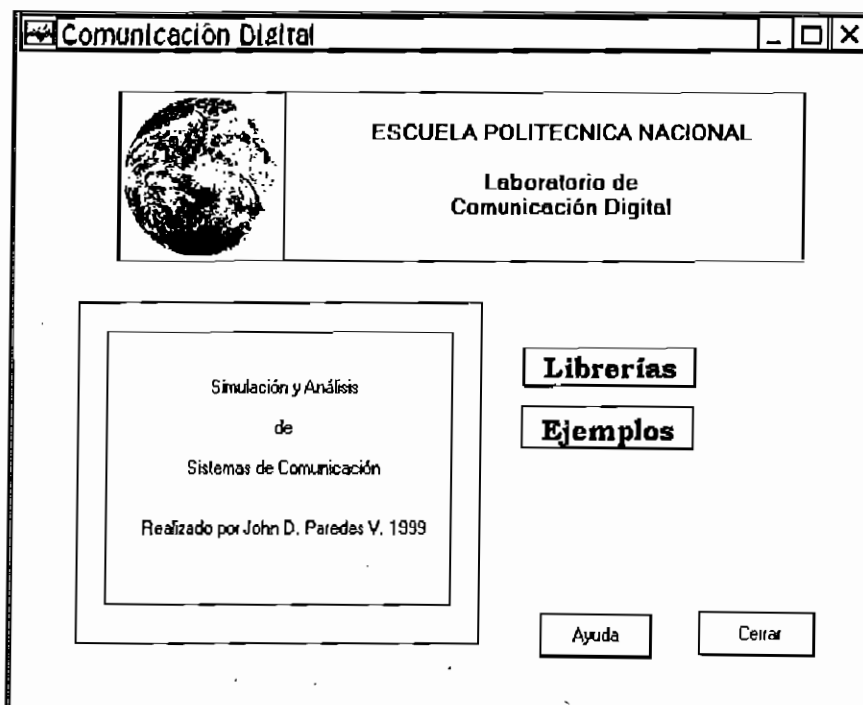 Comunicación Digital
ESCUELA POLITECNICA NACIONAL
Laboratorio de
Comunicación Digital
Simulación y Análisis
de
Sistemas de Comunicación
Realizado por John D. Paredes V. 1999
Librerías
Ejemplos
Ayuda
Cerrar